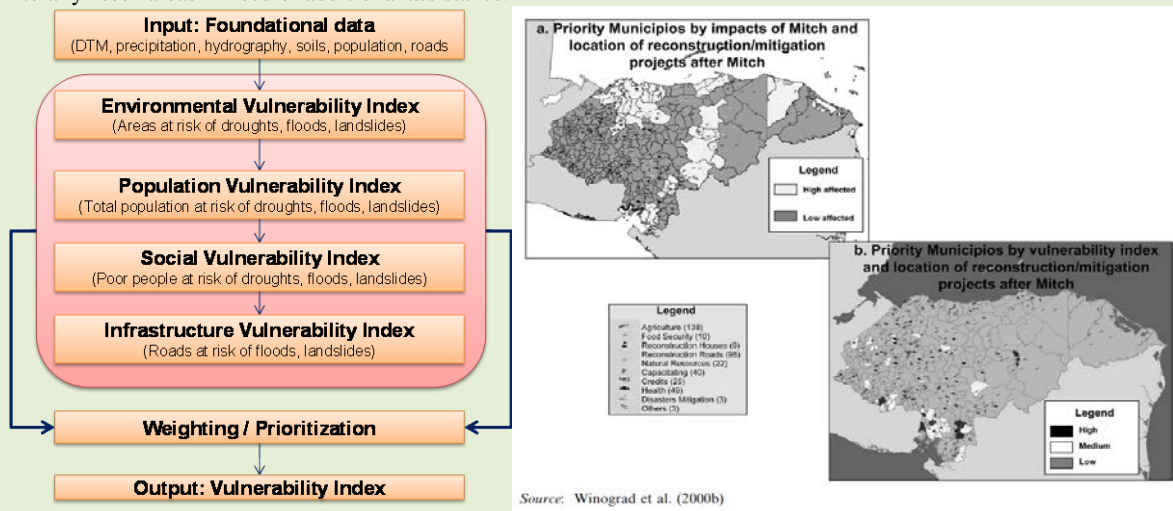 Input: Foundational data
(DTM, precipitation, hydrography, soils, population, roads
Environmental Vulnerability Index
(Areas at risk of droughts, floods, landslides)
Population Vulnerability Index
(Total population at risk of droughts, floods, landslides)
Social Vulnerability Index
(Poor people at risk of droughts, floods, landslides)
Infrastructure Vulnerability Index
(Roads at risk of floods, landslides)
Weighting / Prioritization
Output: Vulnerability Index
a. Priority Municipios by impacts of Mitch and
location of reconstruction/mitigation
projects after Mitch
Legend
High affected
Low affected
b. Priority Municipios by vulnerability index
and location of reconstruction/mitigation
projects after Mitch
Legend
High
Medium
Low
Legend
Agriculture (138)
Food Security (10)
Reconstruction Houses (9)
Reconstruction Roads (98)
Natural Resources (22)
Capacitating (40)
Credits (25)
Health (49)
Disasters Mitigation (3)
Others (3)
Source: Winograd et al. (2000b)